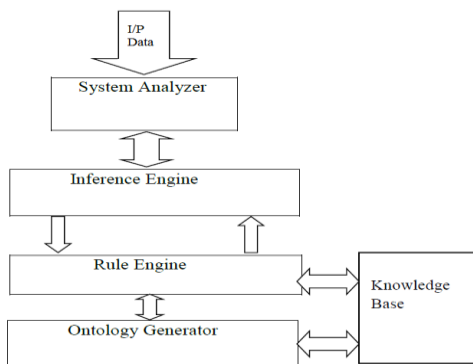 I/P
Data
System Analyzer
Inference Engine
Rule Engine
Knowledge
Base
Ontology Generator